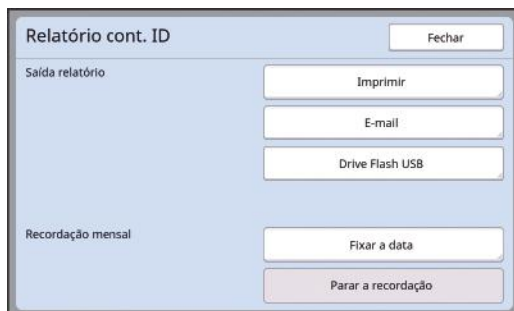 Relatório cont. ID
Fechar
Saída relatório
Imprimir
E-mail
Drive Flash USB
Recordação mensal
Fixar a data
Parar a recordação